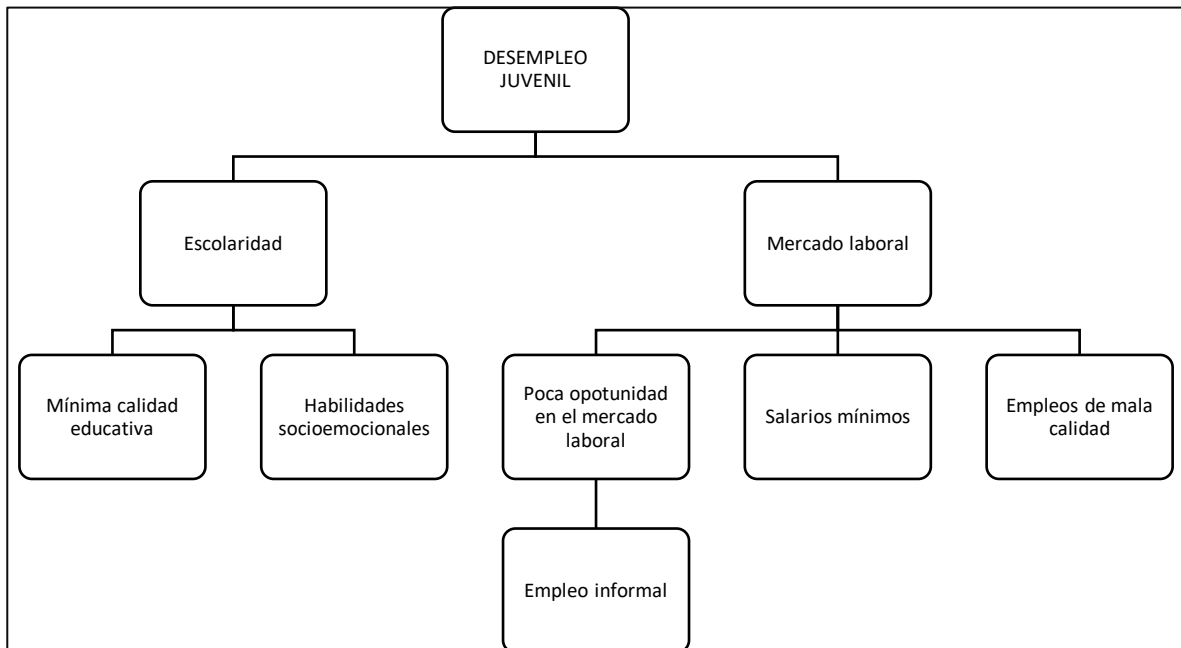 DESEMPLEO
JUVENIL
Escolaridad
Mercado laboral
Mínima calidad
educativa
Habilidades
socioemocionales
Poca opotunidad
en el mercado
laboral
Salarios mínimos
Empleos de mala
calidad
Empleo informal